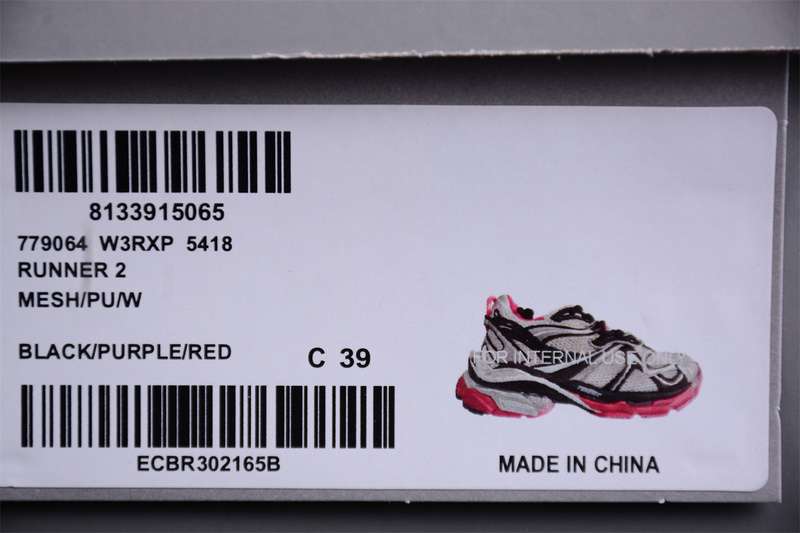 8133915065
779064 W3RXP 5418
RUNNER 2
MESH/PU/W
BLACK/PURPLE/RED
C 39
FOR INTERNAL USE ONLY
ECBR302165B
MADE IN CHINA